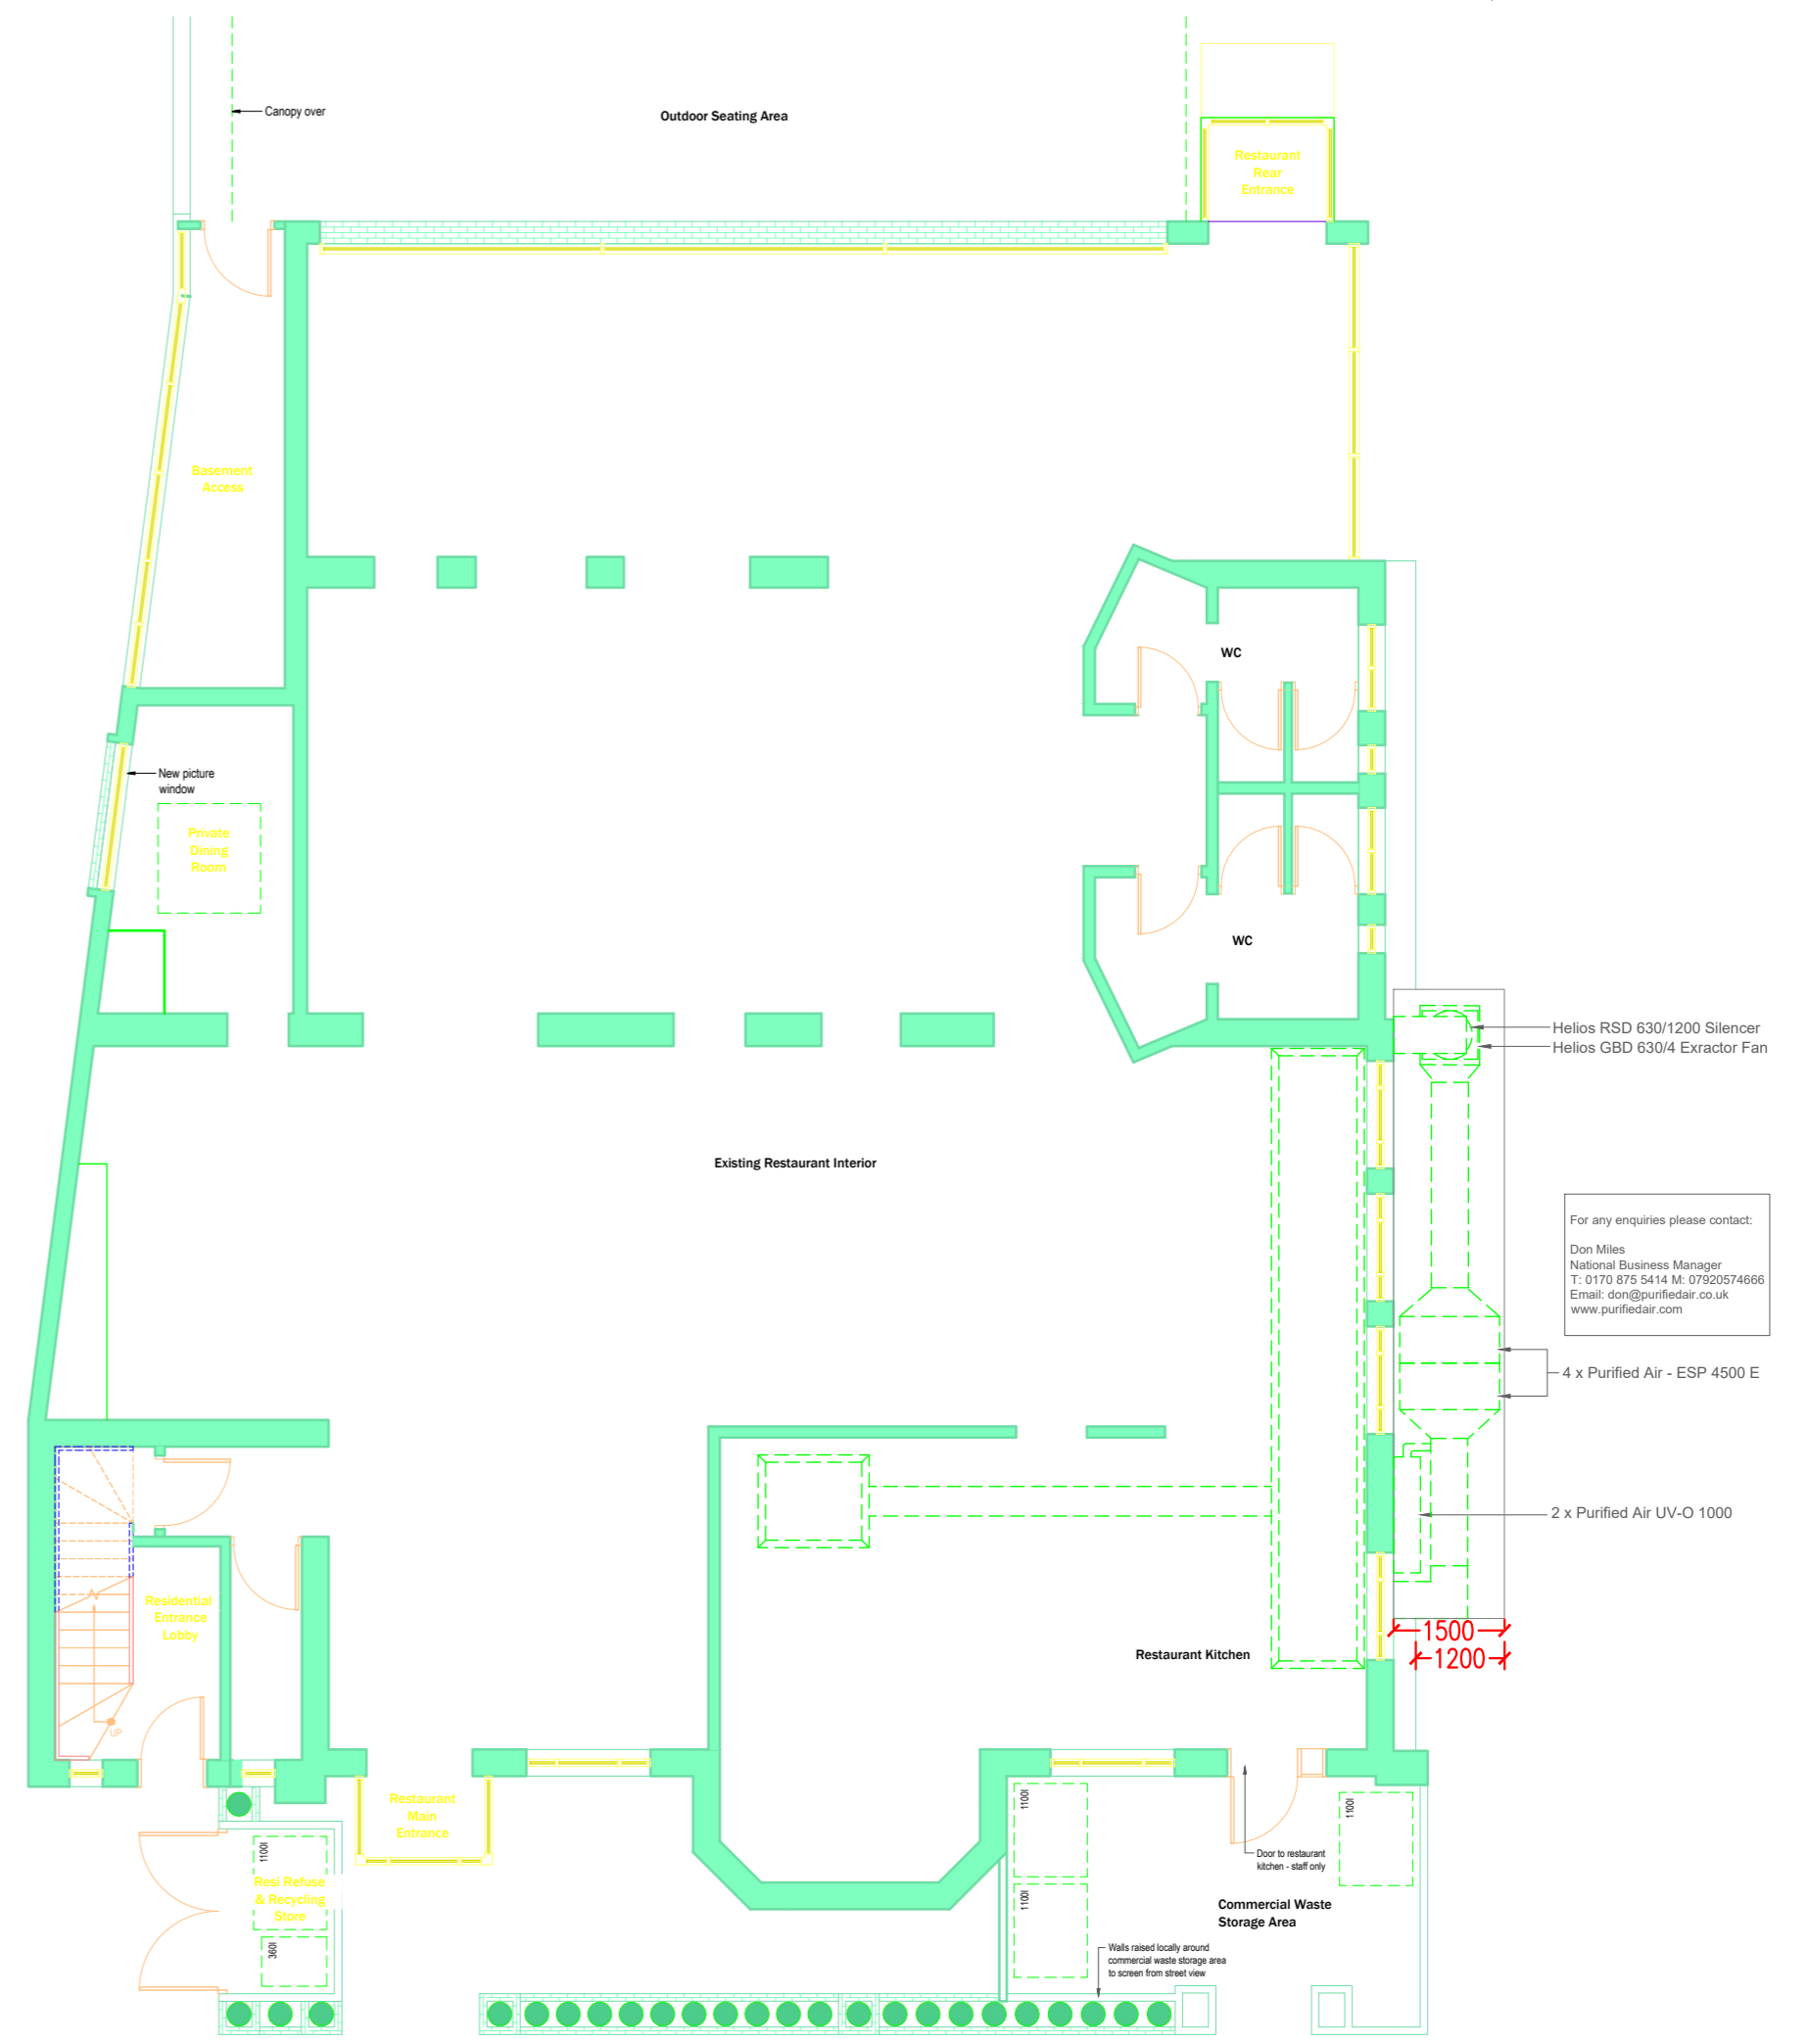 Canopy over
Outdoor Seating Area
Restaurant
Rear
Entrance
Basement
Access
WC
New picture
window
Private
Dining
Room
WC
Helios RSD 630/1200 Silencer
Helios GBD 630/4 Exractor Fan
Existing Restaurant Interior
For any enquiries please contact:
Don Miles
National Business Manager
T: 0170 875 5414 M: 07920574666
Email: don@purifiedair.co.uk
www.purifiedair.com
4 x Purified Air - ESP 4500 E
2 x Purified Air UV-O 1000
Residential
Entrance
Lobby
UP
1500
1200
Restaurant Kitchen
Restaurant
Main
Entrance
1100l
1100l
1100l
1100l
360l
Resi Refuse
& Recycling
Store
Door to restaurant
kitchen - staff only
Commercial Waste
Storage Area
Walls raised locally around
commercial waste storage area
to screen from street view